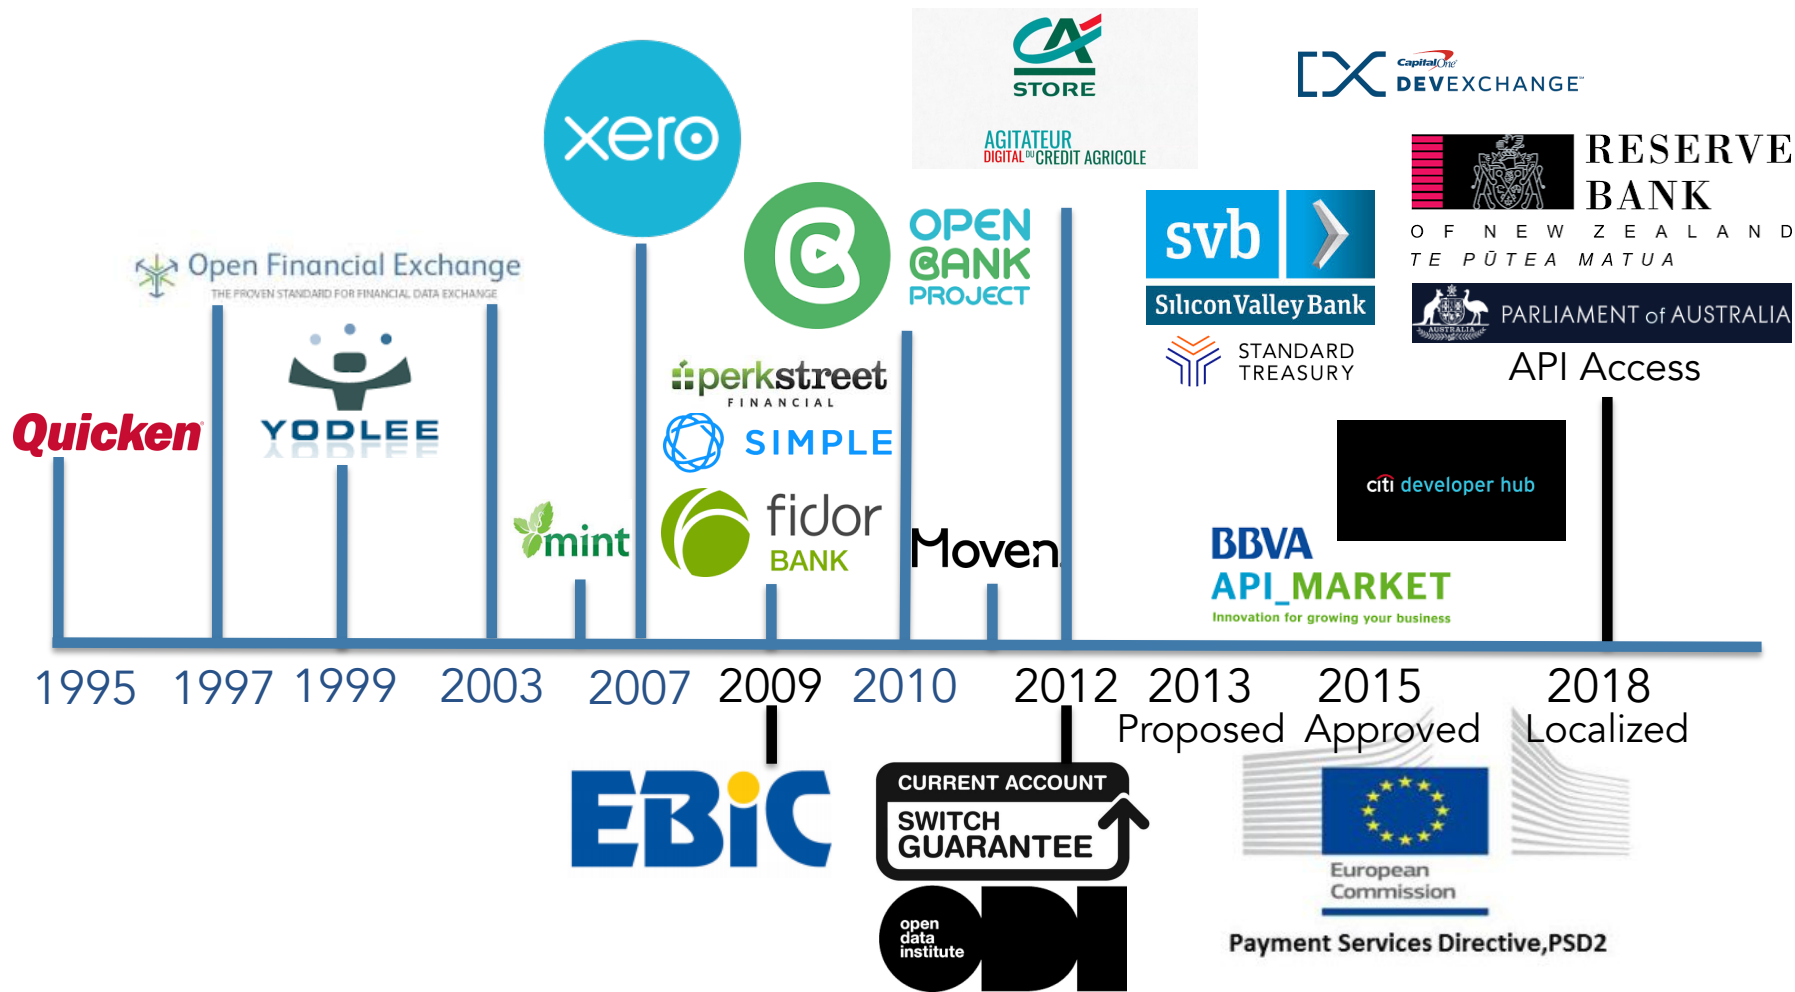 CA
STORE
AGITATEUR
DIGITAL DU CREDIT AGRICOLE
Capital One
DEVEXCHANGE
xero
RESERVE
BANK
OF NEW ZEALAND
TE PŪTEA MATUA
OPEN
BANK
PROJECT
svb
Silicon Valley Bank
Open Financial Exchange
THE PROVEN STANDARD FOR FINANCIAL DATA EXCHANGE
AUSTRALIA
PARLIAMENT of AUSTRALIA
STANDARD
TREASURY
API Access
perkstreet
FINANCIAL
Quicken
YODLEE
SIMPLE
citi developer hub
mint
fidor
BANK
Moven
BBVA
API_MARKET
Innovation for growing your business
1995 1997 1999 2003 2007 2009 2010 2012 2013 2015 2018
Proposed Approved Localized
EBiC
CURRENT ACCOUNT
SWITCH
GUARANTEE
open
data
institute
ODI
European
Commission
Payment Services Directive,PSD2